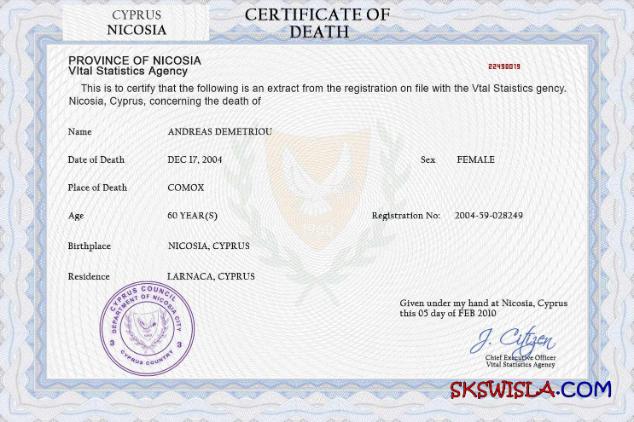 CYPRUS
NICOSIA
CERTIFICATE OF
DEATH
PROVINCE OF NICOSIA
VItal Statistics Agency
22490019
This is to certify that the following is an extract from the registration on file with the Vtal Staistics gency.
Nicosia, Cyprus, concerning the death of
Name ANDREAS DEMETRIOU
Date of Death DEC 17, 2004 Sex FEMALE
Place of Death COMOX
Age 60 YEAR(S) Registration No: 2004-59-028249
Birthplace NICOSIA, CYPRUS
Residence LARNACA, CYPRUS
1960
CYPRUS COUNCIL
DEPARTMENT OF NICOSIA CITY
3 3
CYPRUS COUNTRY
Given under my hand at Nicosia, Cyprus
this 05 day of FEB 2010
J. Citizen
Chief Executive Officer
Vital Statistics Agency
SKSWISLA.COM